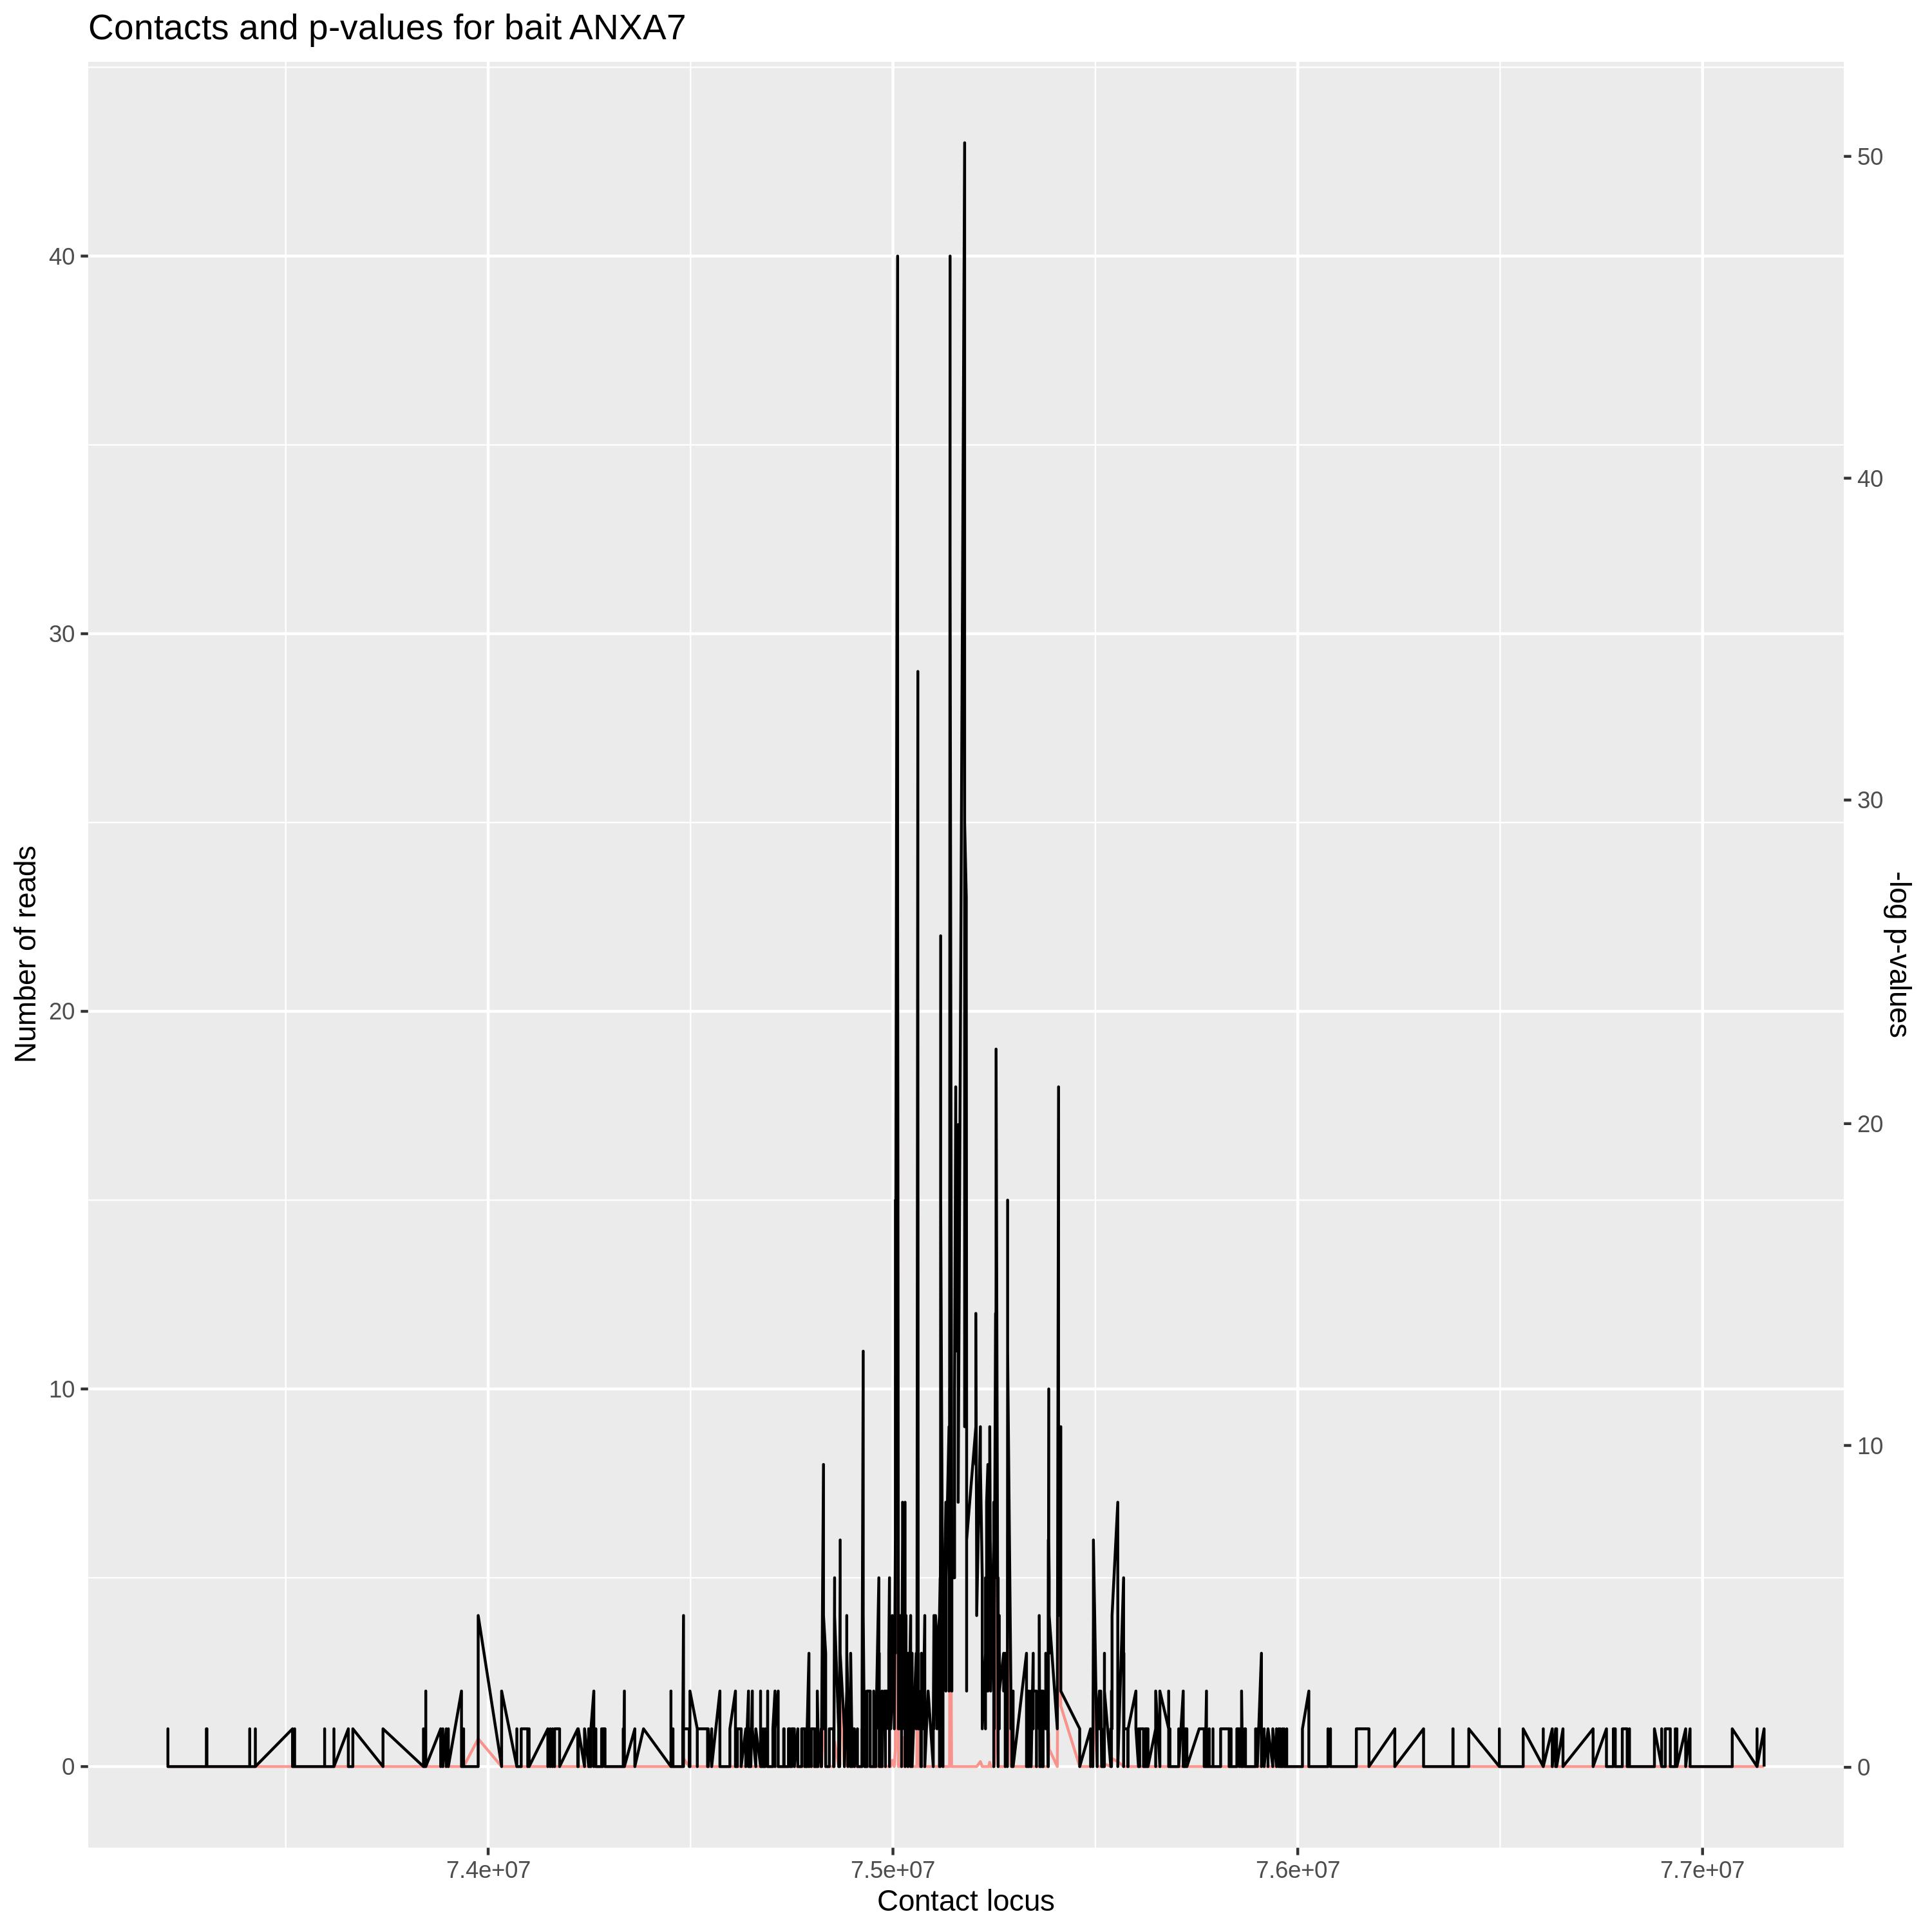 Contacts and p-values for bait ANXA7
Number of reads
40
30
20
10
0
50
40
30
20
10
0
-log p-values
7.4e+07 7.5e+07 7.6e+07 7.7e+07
Contact locus